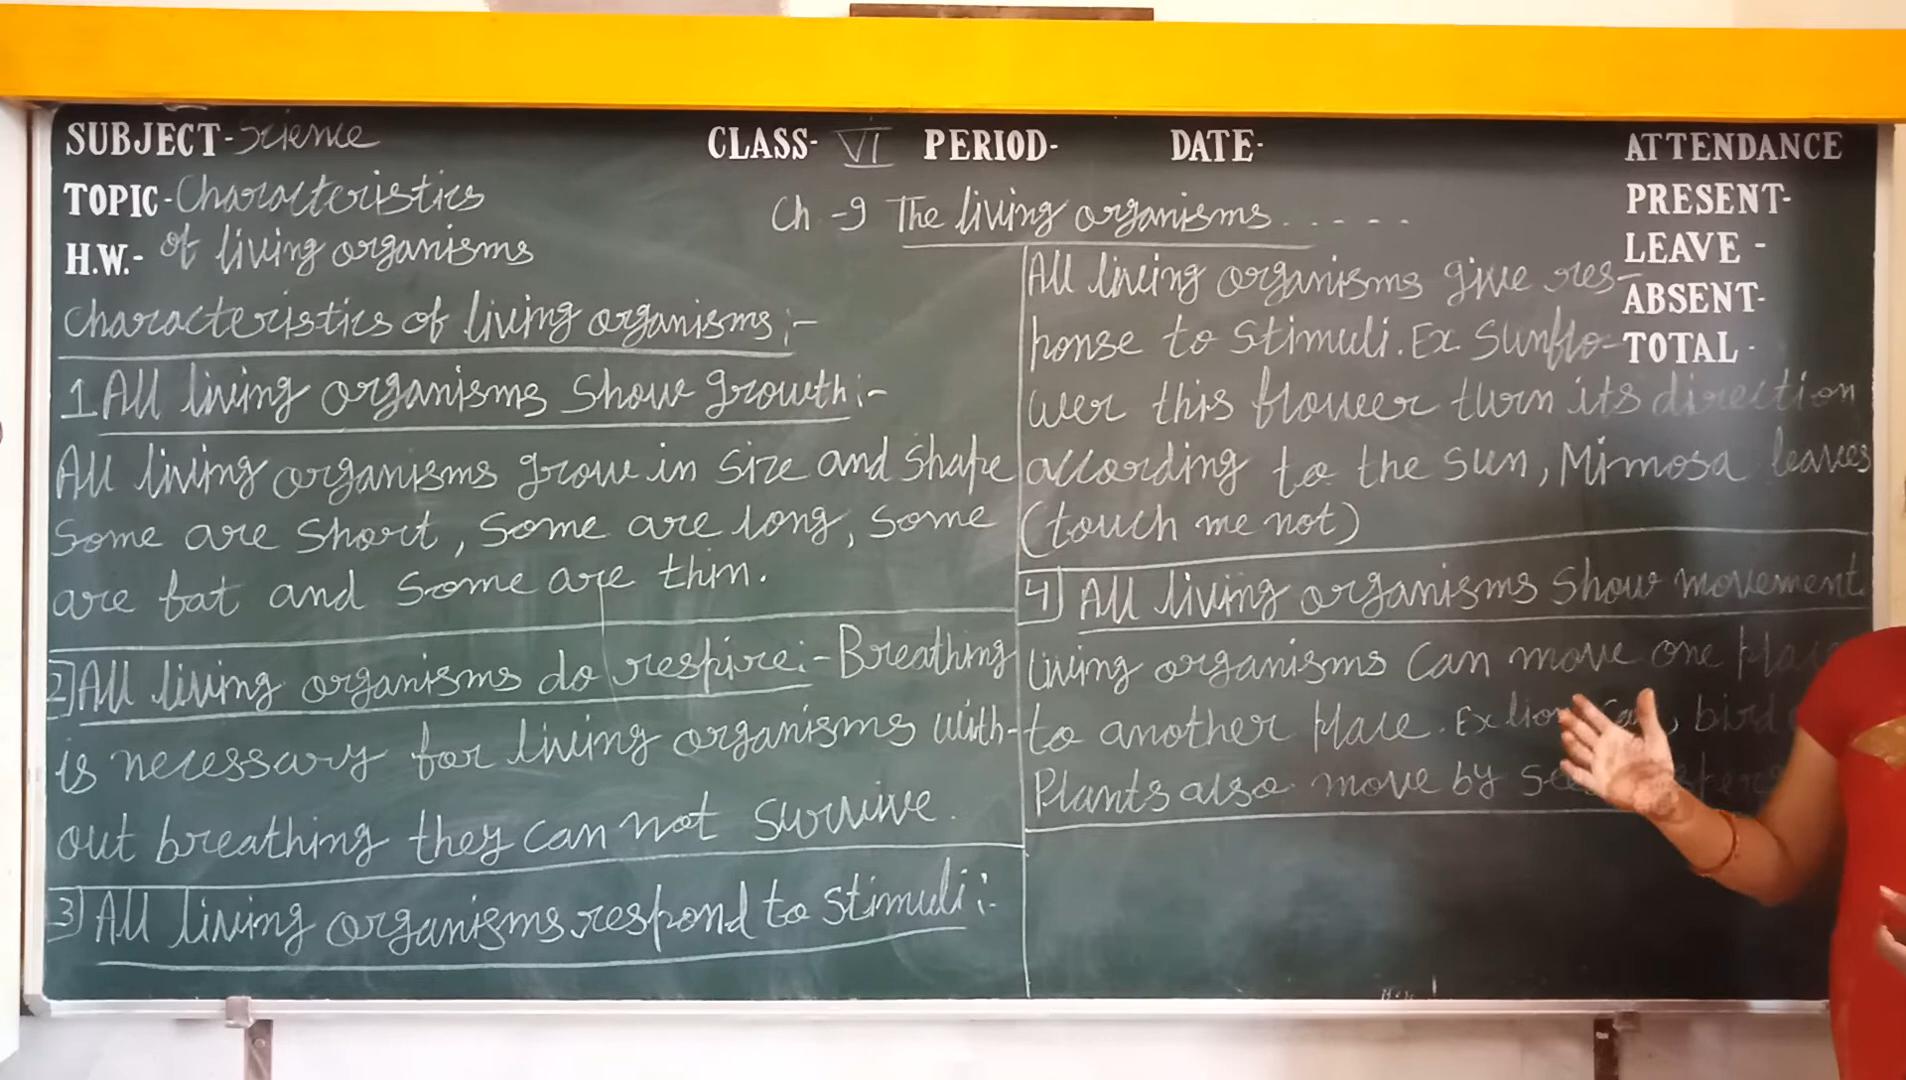 SUBJECT-Science
CLASS- VI PERIOD- DATE-
ATTENDANCE
TOPIC-Characteristics
PRESENT-
H.W.- of living organisms
LEAVE -
ABSENT-
TOTAL-
Ch -9 The living organisms. - - - -
Characteristics of living organisms :-
1 All living organisms show growth :-
All living organisms grow in size and shape
Some are short, Some are long, Some
are fat and some are thin.
2) All living organisms do respire :- Breathing
is necessary for living organisms with-
out breathing they can not survive.
3) All living organisms respond to stimuli :-
All living organisms give res-
ponse to stimuli. Ex Sunflo-
wer this flower turn its direction
according to the sun, Mimosa leaves
(touch me not)
4) All living organisms show movement.
living organisms can move one
to another place. Ex lion, bird
Plants also move by